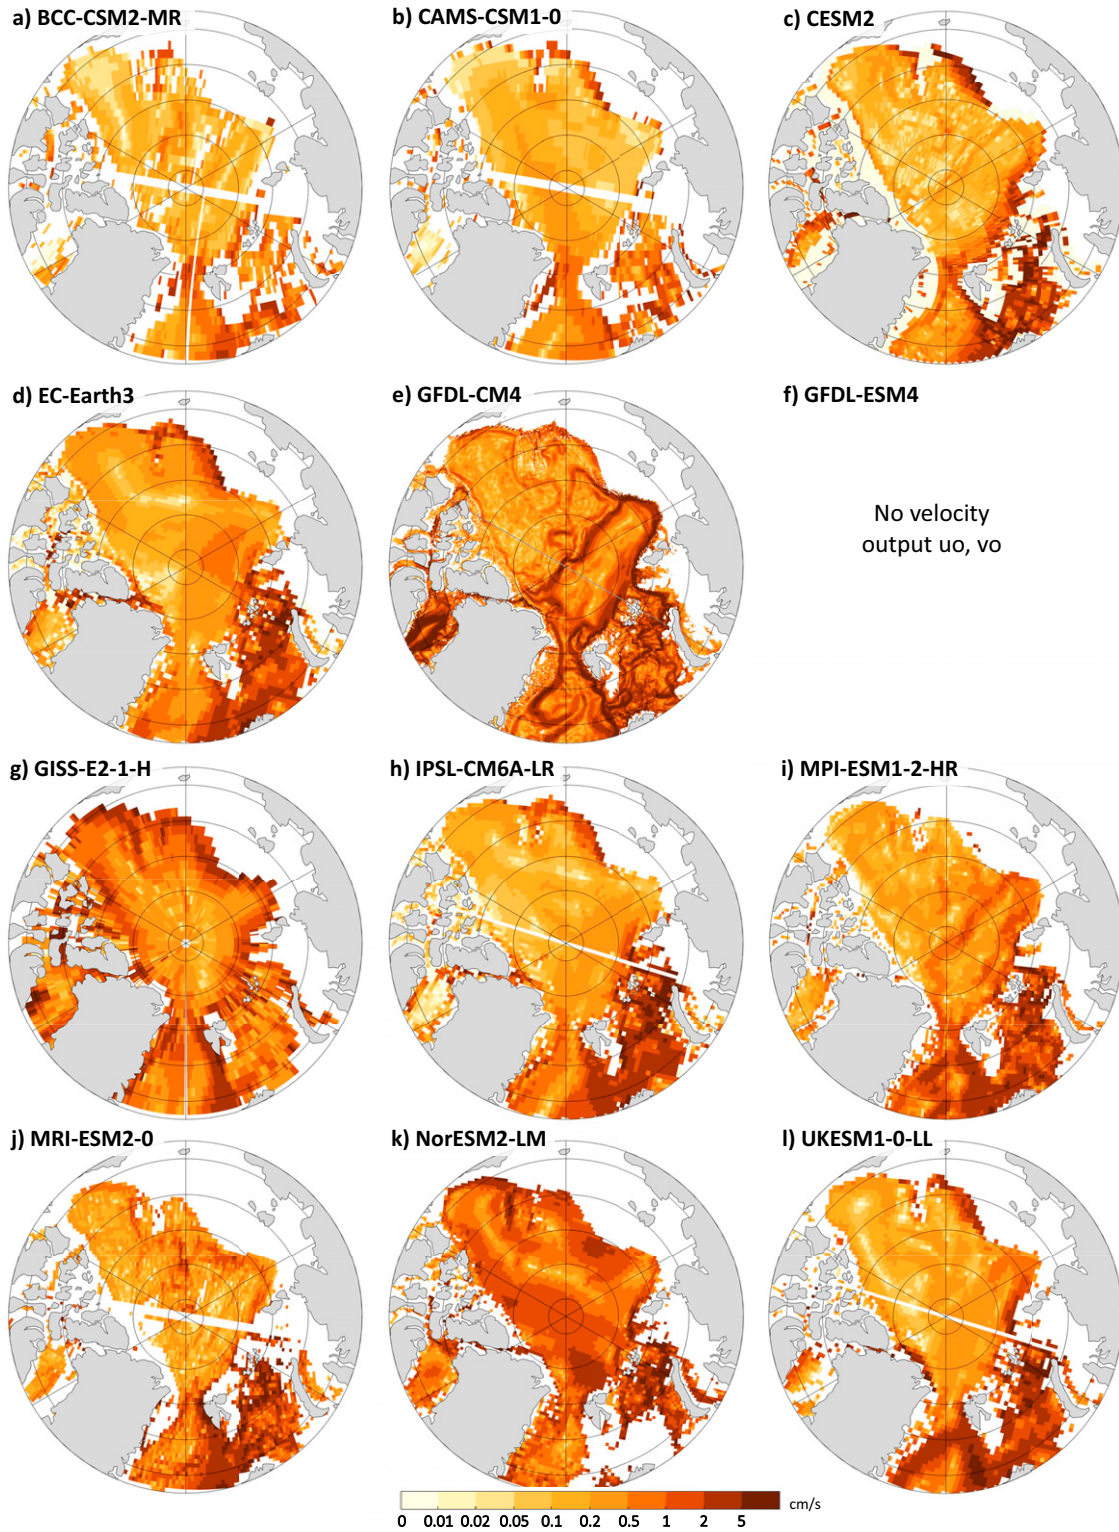 a) BCC-CSM2-MR
b) CAMS-CSM1-0
c) CESM2
d) EC-Earth3
e) GFDL-CM4
f) GFDL-ESM4
No velocity
output uo, vo
g) GISS-E2-1-H
h) IPSL-CM6A-LR
i) MPI-ESM1-2-HR
j) MRI-ESM2-0
k) NorESM2-LM
l) UKESM1-0-LL
0 0.01 0.02 0.05 0.1 0.2 0.5 1 2 5 cm/s